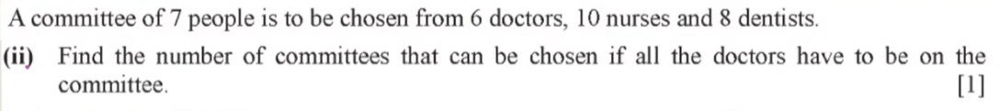 A committee of 7 people is to be chosen from 6 doctors, 10 nurses and 8 dentists.
(ii) Find the number of committees that can be chosen if all the doctors have to be on the
committee. [1]